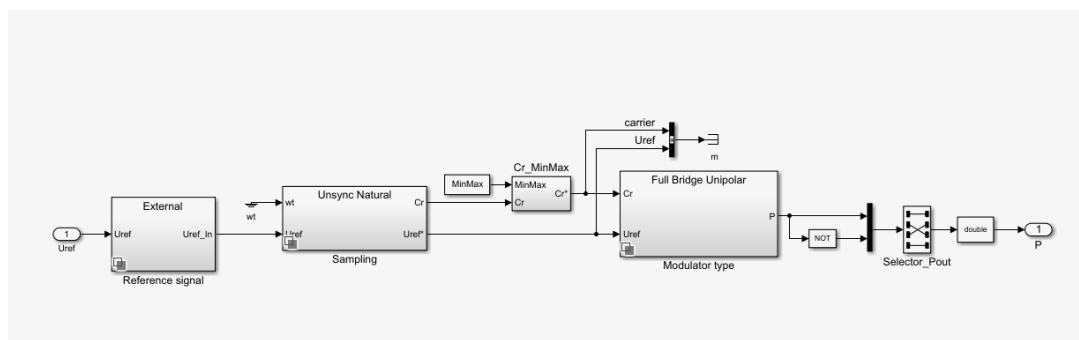 carrier
Uref
m
Cr_MinMax
MinMax
MinMax
Cr
Cr*
Full Bridge Unipolar
Cr
Uref
P
Modulator type
Unsync Natural
wt
wt
Uref
Cr
Uref*
Sampling
External
Uref
Uref_In
Reference signal
1
Uref
NOT
Selector_Pout
double
1
P